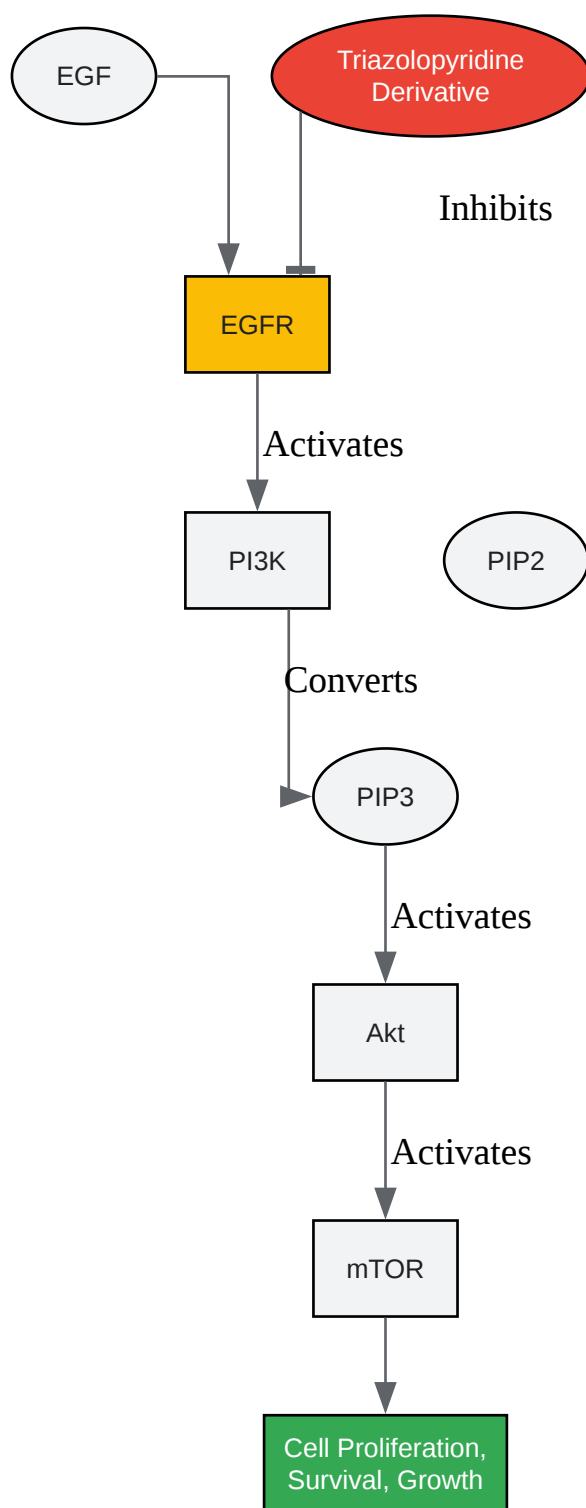 EGF
Triazolopyridine
Derivative
Inhibits
EGFR
Activates
PI3K
PIP2
Converts
PIP3
Activates
Akt
Activates
mTOR
Cell Proliferation,
Survival, Growth